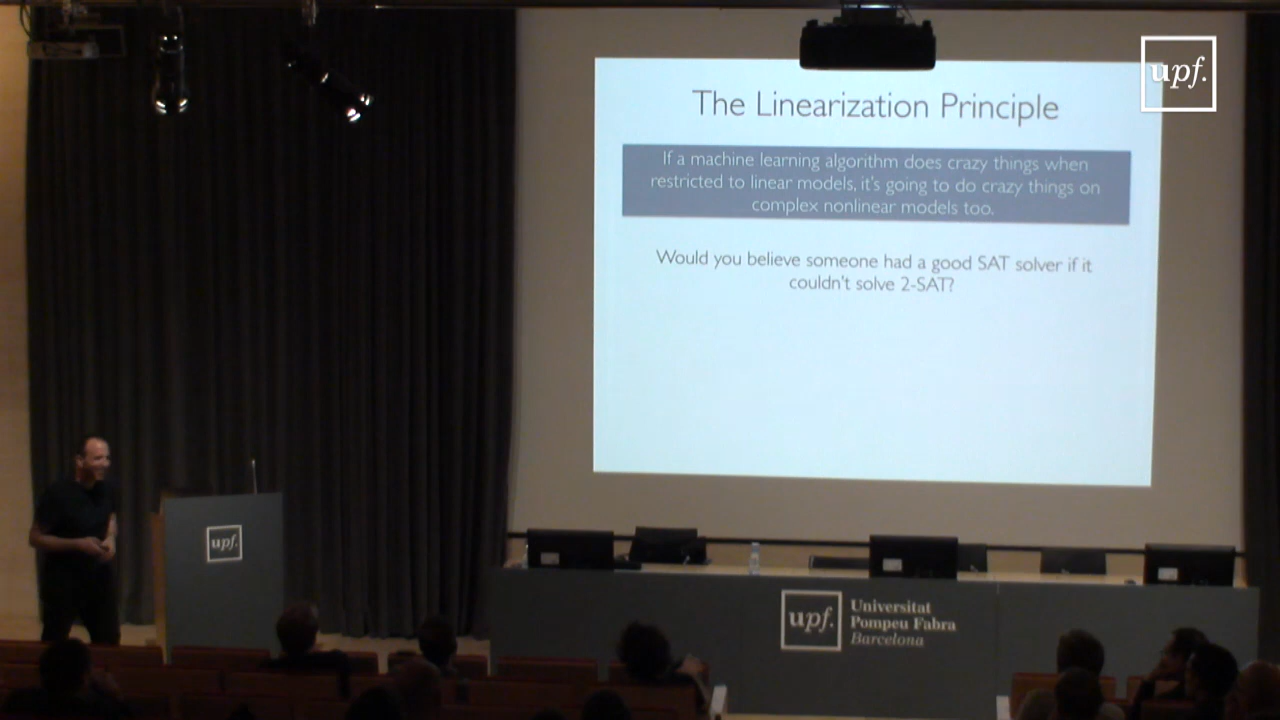 upf.
The Linearization Principle
If a machine learning algorithm does crazy things when
restricted to linear models, it's going to do crazy things on
complex nonlinear models too.
Would you believe someone had a good SAT solver if it
couldn't solve 2-SAT?
upf.
upf.
Universitat
Pompeu Fabra
Barcelona